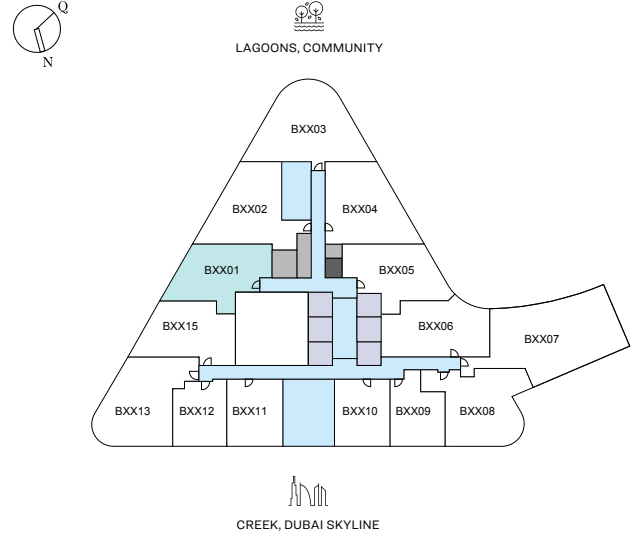 Q
N
LAGOONS, COMMUNITY
BXX03
BXX02
BXX04
BXX01
BXX05
BXX15
BXX06
BXX07
BXX13
BXX12
BXX11
BXX10
BXX09
BXX08
CREEK, DUBAI SKYLINE